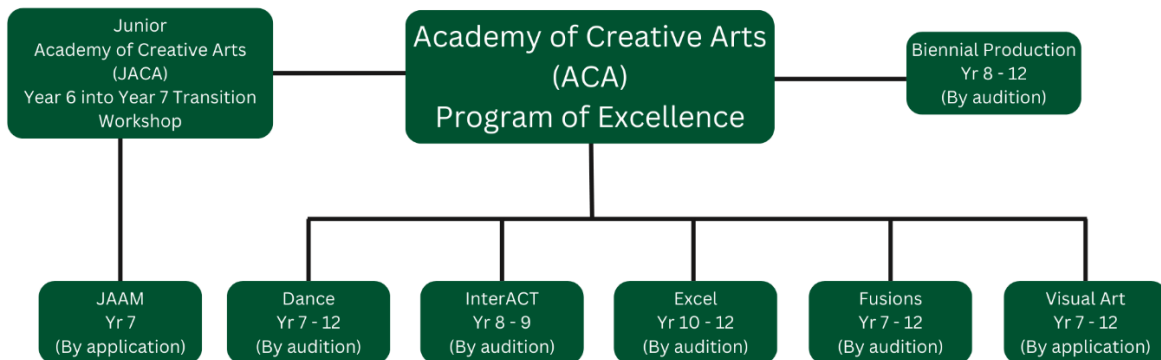 Junior
Academy of Creative Arts
(JACA)
Year 6 into Year 7 Transition
Workshop
Academy of Creative Arts
(ACA)
Program of Excellence
Biennial Production
Yr 8 - 12
(By audition)
JAAM
Yr 7
(By application)
Dance
Yr 7 - 12
(By audition)
InterACT
Yr 8 - 9
(By audition)
Excel
Yr 10 - 12
(By audition)
Fusions
Yr 7 - 12
(By audition)
Visual Art
Yr 7 - 12
(By application)